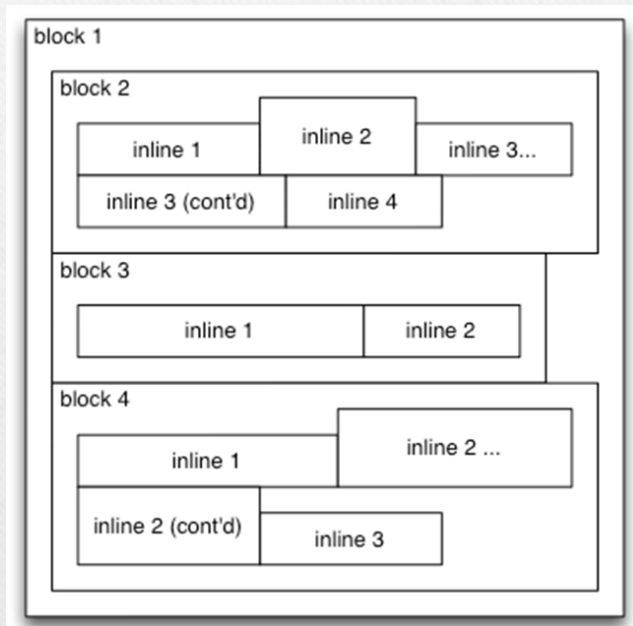 block 1
block 2
inline 1 inline 2 inline 3...
inline 3 (cont'd) inline 4
block 3
inline 1 inline 2
block 4
inline 1 inline 2 ...
inline 2 (cont'd) inline 3